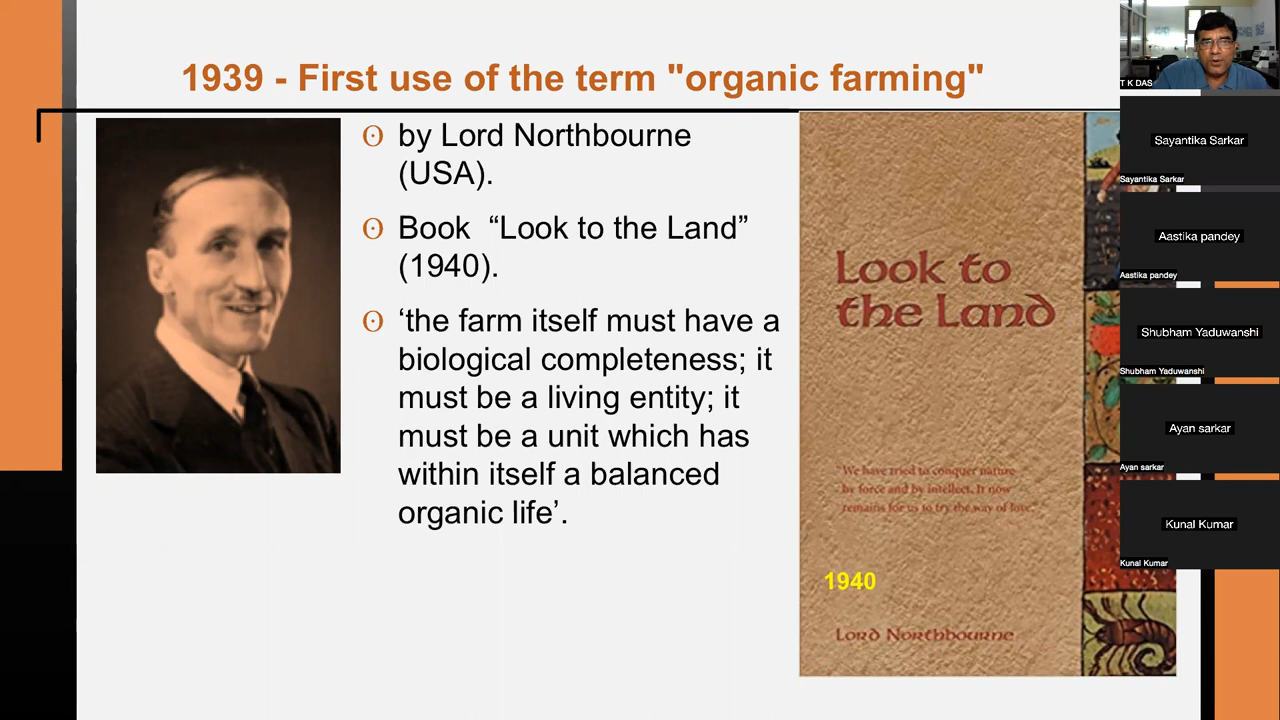 1939 - First use of the term "organic farming"
by Lord Northbourne
(USA).
Book “Look to the Land”
(1940).
‘the farm itself must have a
biological completeness; it
must be a living entity; it
must be a unit which has
within itself a balanced
organic life’.
Look to
the Land
"We have tried to conquer nature
by force and by intellect. It now
remains for us to try the way of love."
1940
Lord Northbourne
T K DAS
Sayantika Sarkar
Sayantika Sarkar
Aastika pandey
Aastika pandey
Shubham Yaduwanshi
Shubham Yaduwanshi
Ayan sarkar
Ayan sarkar
Kunal Kumar
Kunal Kumar